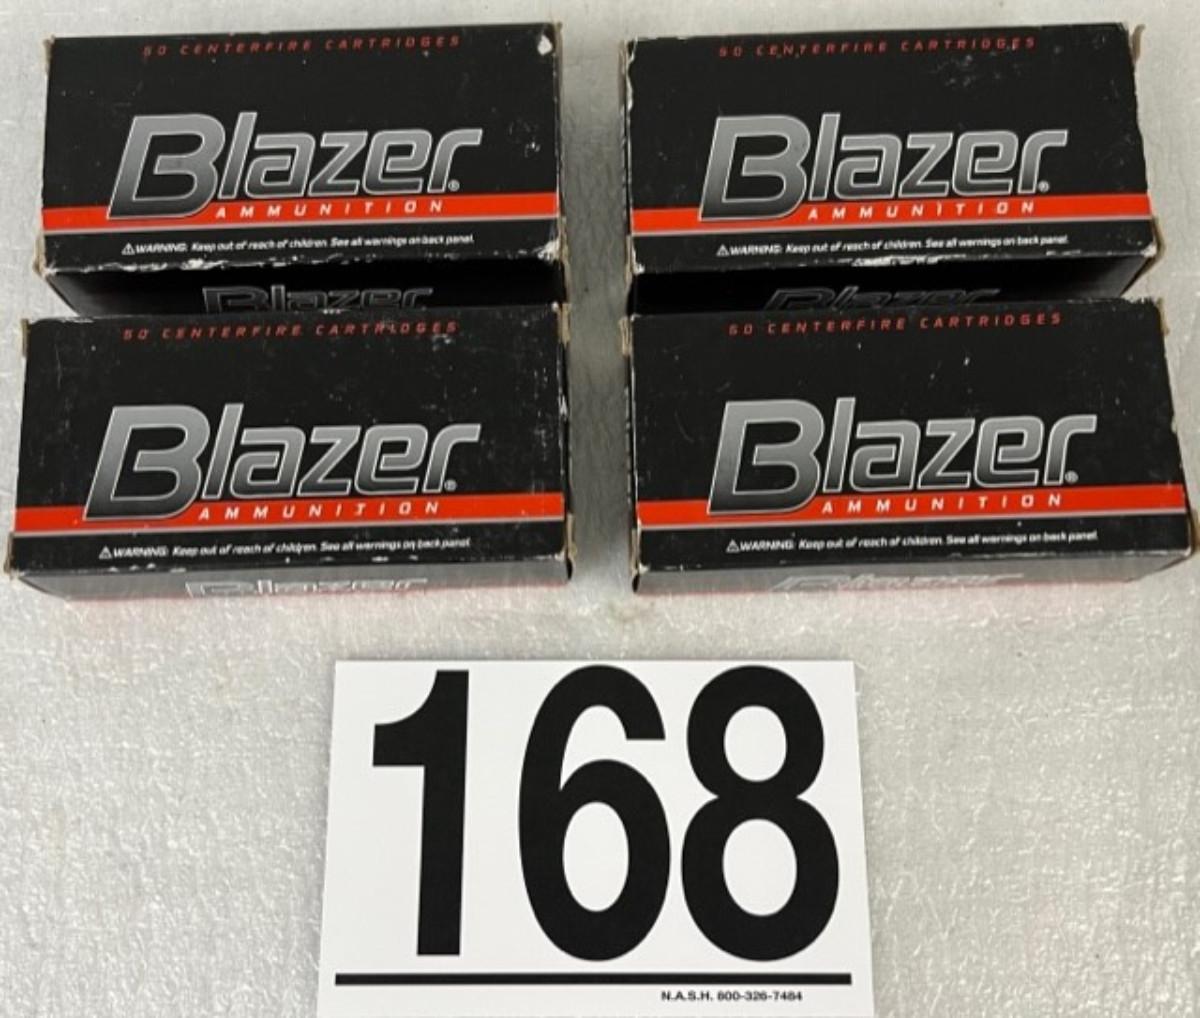 50 CENTERFIRE CARTRIDGES
Blazer®
AMMUNITION
⚠WARNING: Keep out of reach of children. See all warnings on back panel.
Blazer
50 CENTERFIRE CARTRIDGES
Blazer®
AMMUNITION
⚠WARNING: Keep out of reach of children. See all warnings on back panel.
Blazer
50 CENTERFIRE CARTRIDGES
Blazer®
AMMUNITION
⚠WARNING: Keep out of reach of children. See all warnings on back panel.
Blazer
50 CENTERFIRE CARTRIDGES
Blazer®
AMMUNITION
⚠WARNING: Keep out of reach of children. See all warnings on back panel.
Blazer
168
N.A.S.H. 800-326-7484